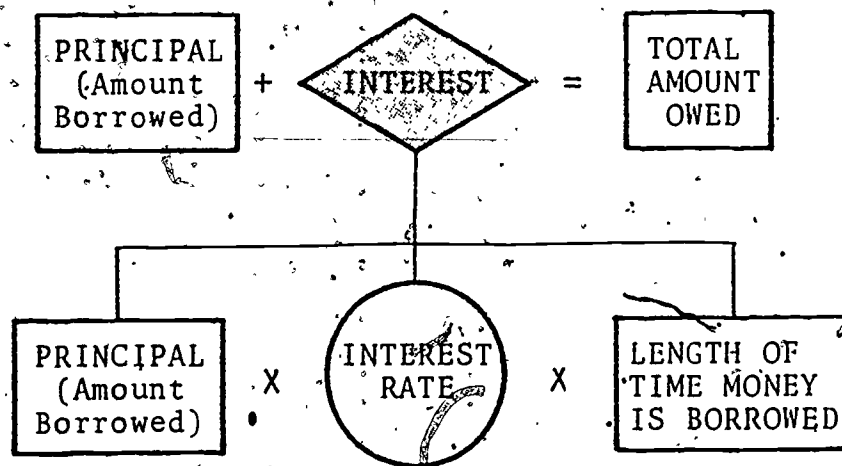 PRINCIPAL
(Amount
Borrowed)
+
INTEREST
=
TOTAL
AMOUNT
OWED
PRINCIPAL
(Amount
Borrowed)
X
INTEREST
RATE
X
LENGTH OF
TIME MONEY
IS BORROWED